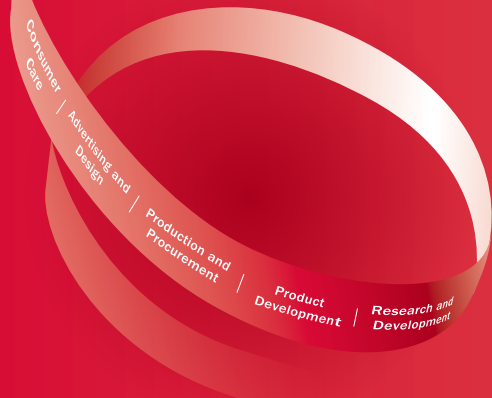 Consumer
Care
Advertising and
Design
Production and
Procurement
Product
Development
Research and
Development